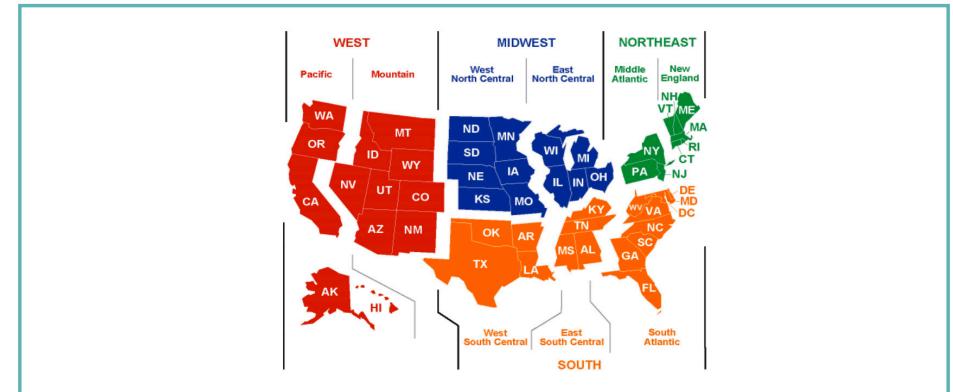 WEST
MIDWEST
NORTHEAST
Pacific
Mountain
West
North Central
East
North Central
Middle
Atlantic
New
England
WA
OR
CA
NV
ID
MT
WY
UT
CO
AZ
NM
AK
HI
ND
SD
NE
KS
MN
IA
MO
WI
MI
IL
IN
OH
NH
VT
ME
MA
RI
CT
NY
PA
NJ
DE
MD
DC
WV
VA
KY
TN
NC
SC
GA
FL
MS
AL
OK
AR
TX
LA
West
South Central
East
South Central
South
Atlantic
SOUTH